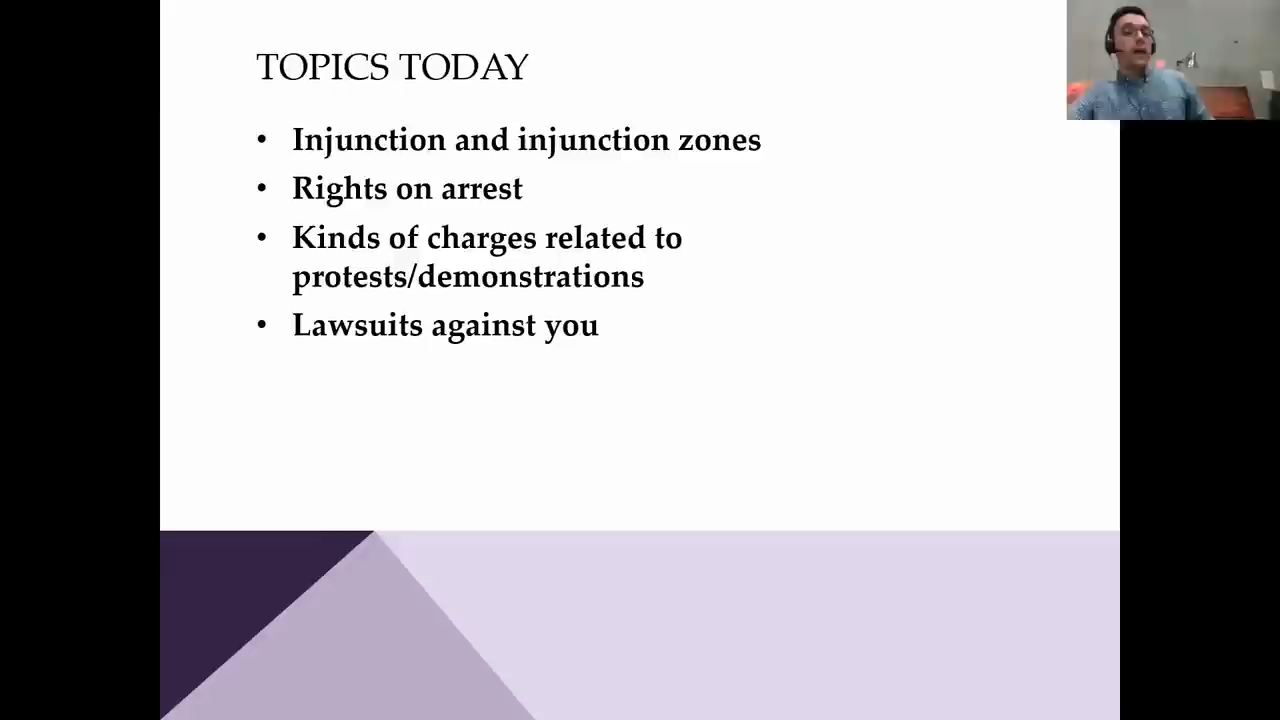 TOPICS TODAY
• Injunction and injunction zones
• Rights on arrest
• Kinds of charges related to
protests/demonstrations
• Lawsuits against you